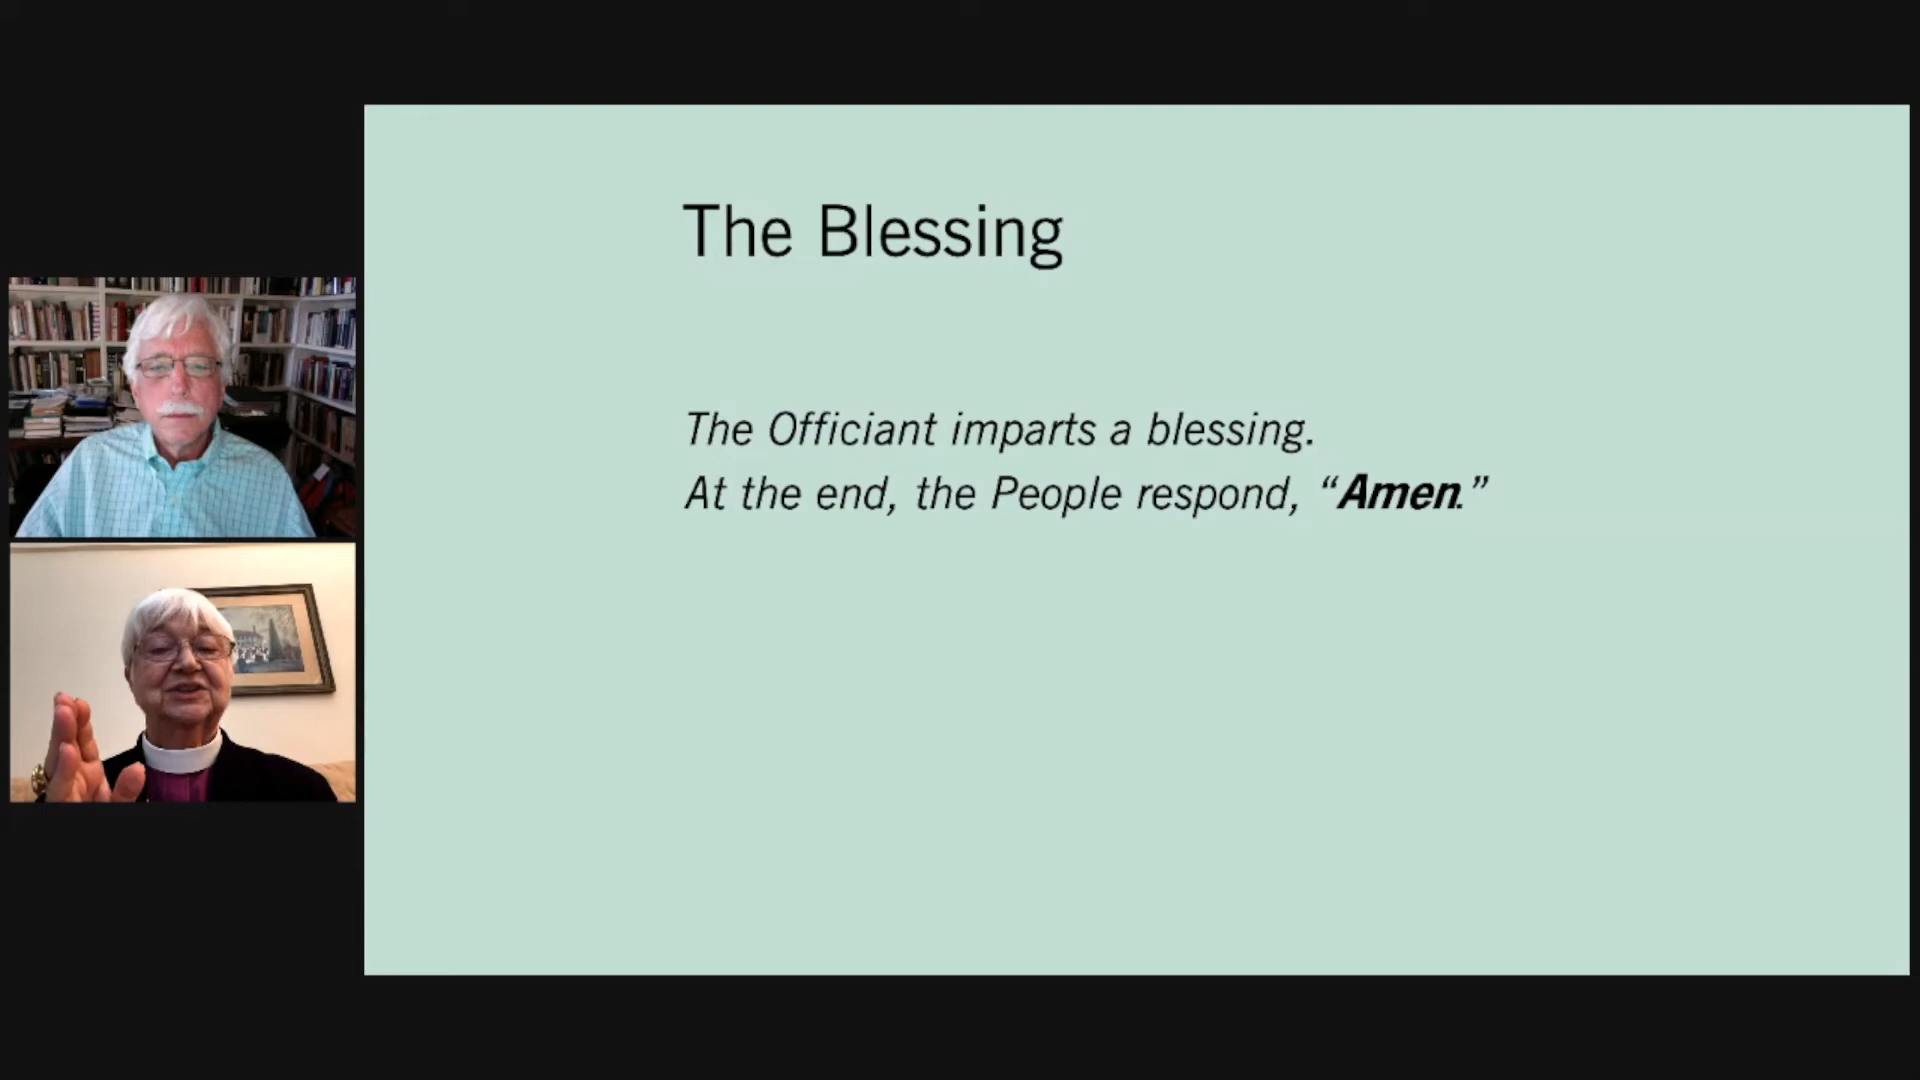 The Blessing
The Officiant imparts a blessing.
At the end, the People respond, “Amen.”